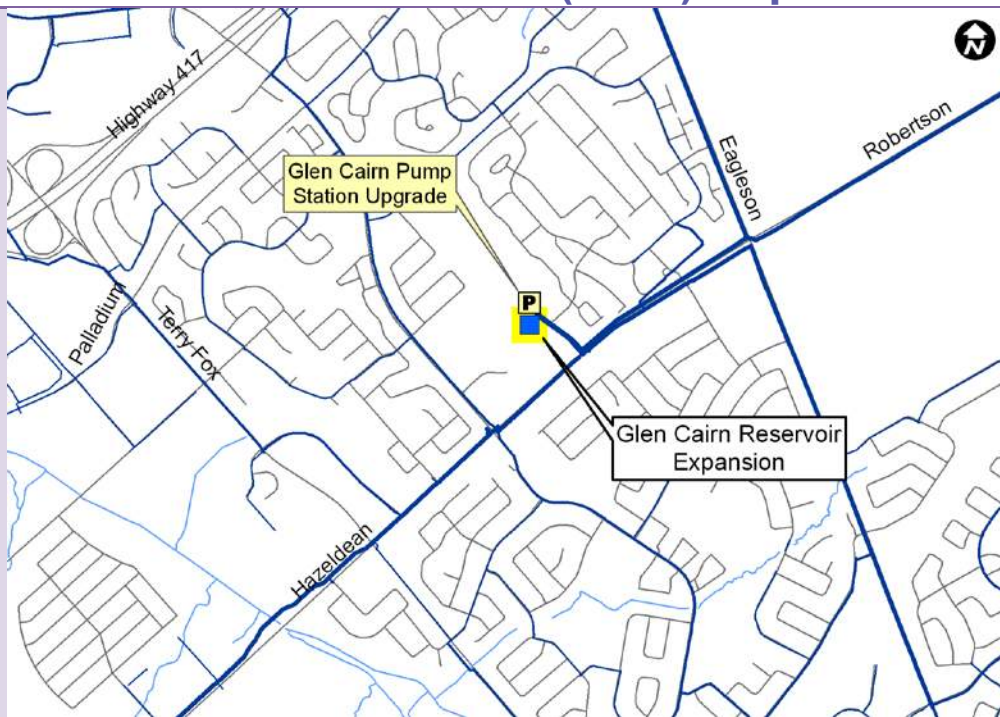 Highway 417
N
Robertson
Eagleson
Glen Cairn Pump
Station Upgrade
P
Palladium
Terry Fox
Glen Cairn Reservoir
Expansion
Hazeldean